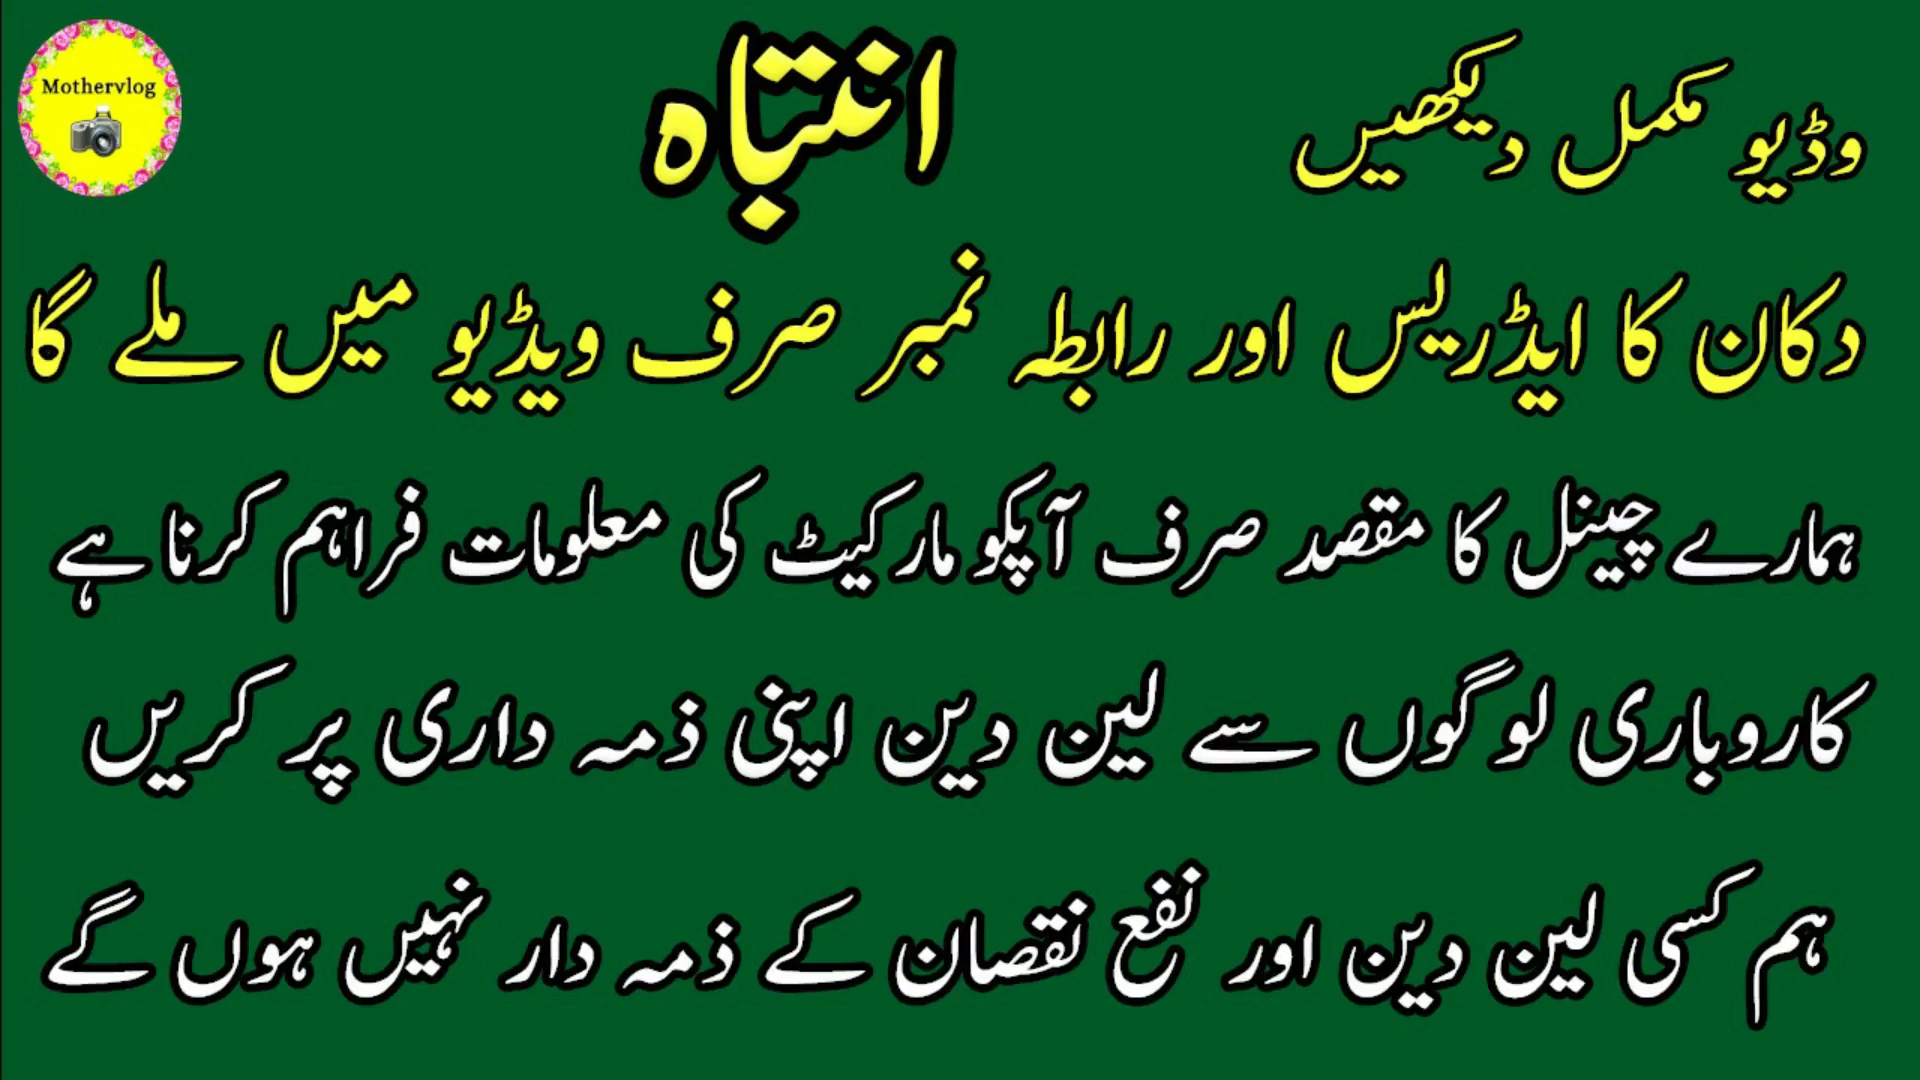 Mothervlog
وڈیو مکمل دیکھیں
انتباہ
دکان کا ایڈریس اور رابطہ نمبر صرف ویڈیو میں ملے گا
ہمارے چینل کا مقصد صرف آپکو مارکیٹ کی معلومات فراہم کرنا ہے
کاروباری لوگوں سے لین دین اپنی ذمہ داری پر کریں
ہم کسی لین دین اور نفع نقصان کے ذمہ دار نہیں ہوں گے